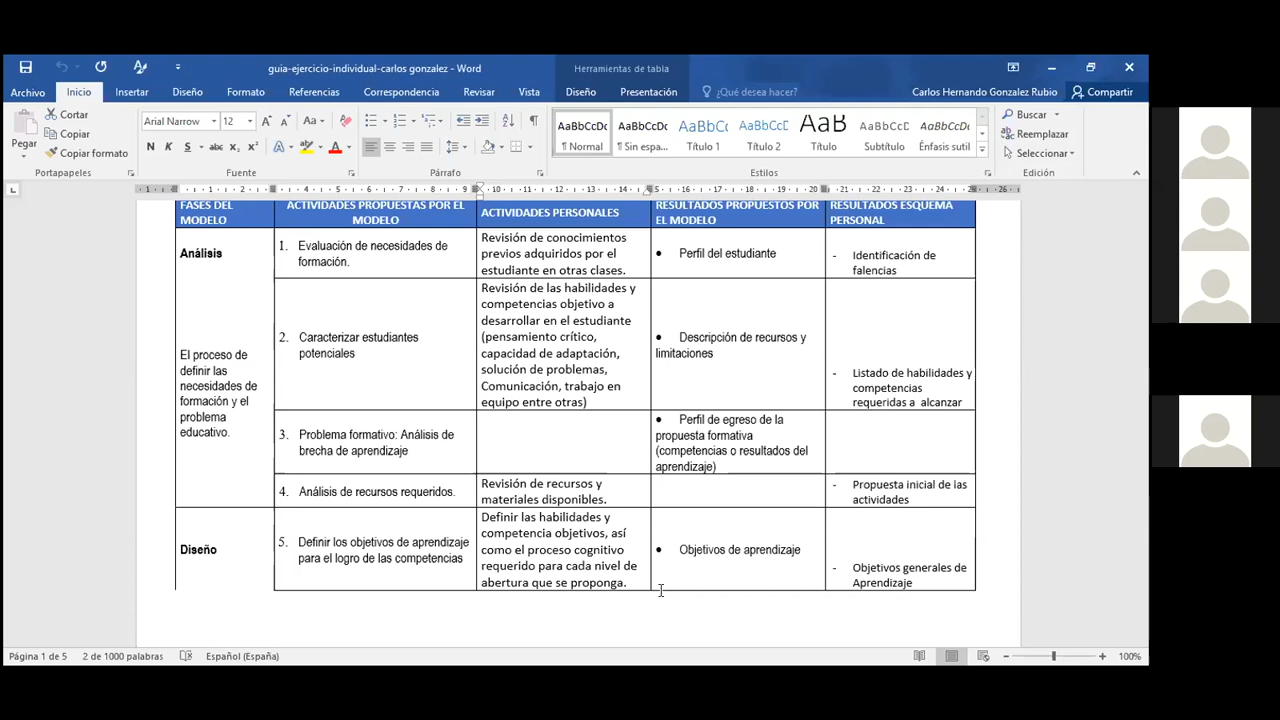 guia-ejercicio-individual-carlos gonzalez - Word
Herramientas de tabla
Archivo Inicio Insertar Diseño Formato Referencias Correspondencia Revisar Vista Diseño Presentación ¿Qué desea hacer? Carlos Hernando Gonzalez Rubio Compartir
Pegar
Cortar
Copiar
Copiar formato
Portapapeles
Arial Narrow 12
Fuente
Párrafo
AaBbCcDc AaBbCcDc AaBbCc AaBbCcC AaB AaBbCcD AaBbCcDc
¶ Normal ¶ Sin espa... Título 1 Título 2 Título Subtítulo Énfasis sutil
Estilos
Buscar
Reemplazar
Seleccionar
Edición
FASES DEL
MODELO
ACTIVIDADES PROPUESTAS POR EL
MODELO
ACTIVIDADES PERSONALES
RESULTADOS PROPUESTOS POR
EL MODELO
RESULTADOS ESQUEMA
PERSONAL
Análisis
El proceso de
definir las
necesidades de
formación y el
problema
educativo.
1. Evaluación de necesidades de
formación.
Revisión de conocimientos
previos adquiridos por el
estudiante en otras clases.
• Perfil del estudiante
- Identificación de
falencias
2. Caracterizar estudiantes
potenciales
Revisión de las habilidades y
competencias objetivo a
desarrollar en el estudiante
(pensamiento crítico,
capacidad de adaptación,
solución de problemas,
Comunicación, trabajo en
equipo entre otras)
• Descripción de recursos y
limitaciones
- Listado de habilidades y
competencias
requeridas a alcanzar
3. Problema formativo: Análisis de
brecha de aprendizaje
• Perfil de egreso de la
propuesta formativa
(competencias o resultados del
aprendizaje)
4. Análisis de recursos requeridos.
Revisión de recursos y
materiales disponibles.
- Propuesta inicial de las
actividades
Diseño
5. Definir los objetivos de aprendizaje
para el logro de las competencias
Definir las habilidades y
competencia objetivos, así
como el proceso cognitivo
requerido para cada nivel de
abertura que se proponga.
• Objetivos de aprendizaje
- Objetivos generales de
Aprendizaje
Página 1 de 5 2 de 1000 palabras Español (España) 100%